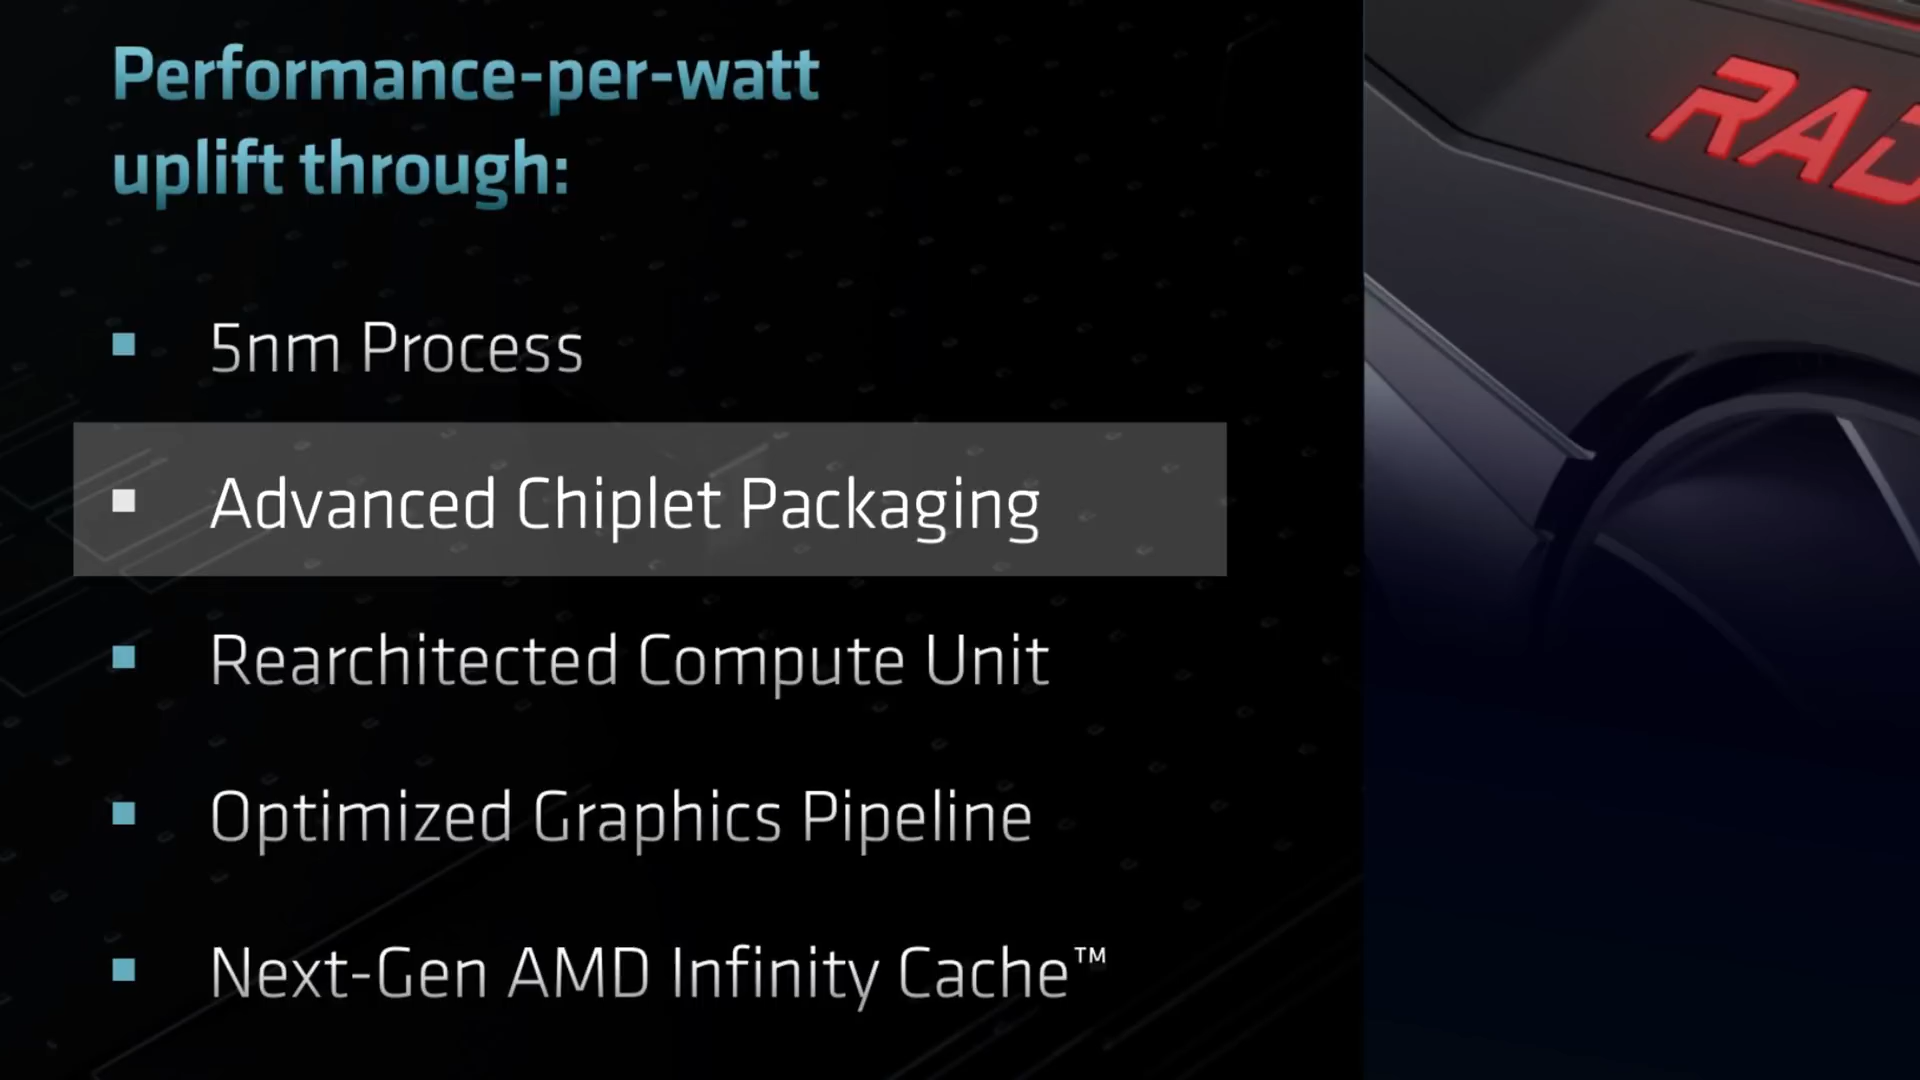 Performance-per-watt
uplift through:
5nm Process
Advanced Chiplet Packaging
Rearchitected Compute Unit
Optimized Graphics Pipeline
Next-Gen AMD Infinity Cache™